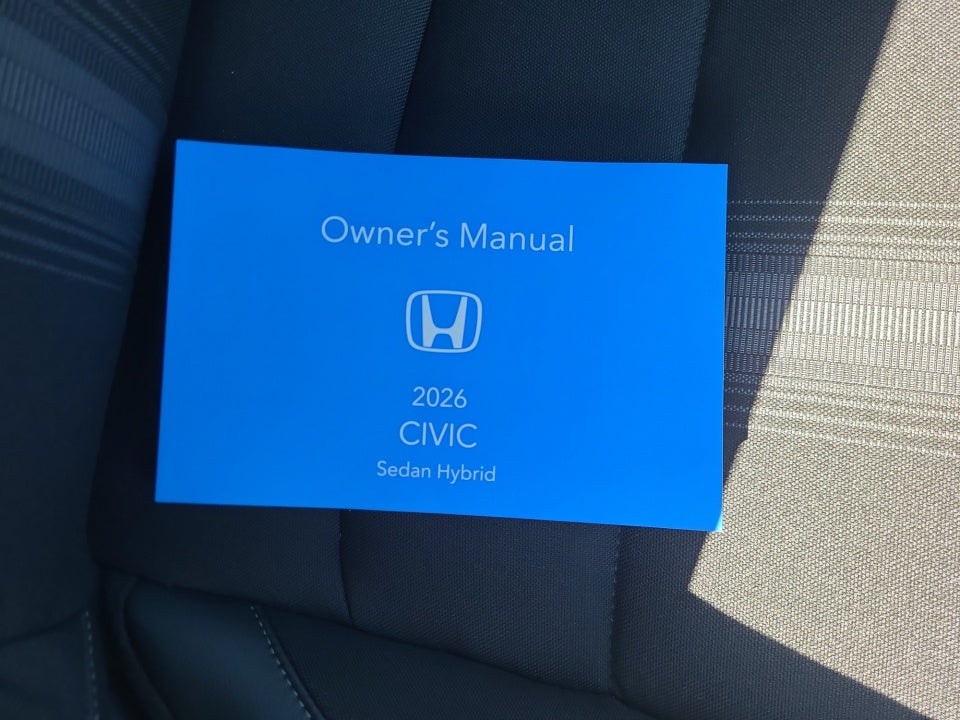 Owner's Manual
2026
CIVIC
Sedan Hybrid